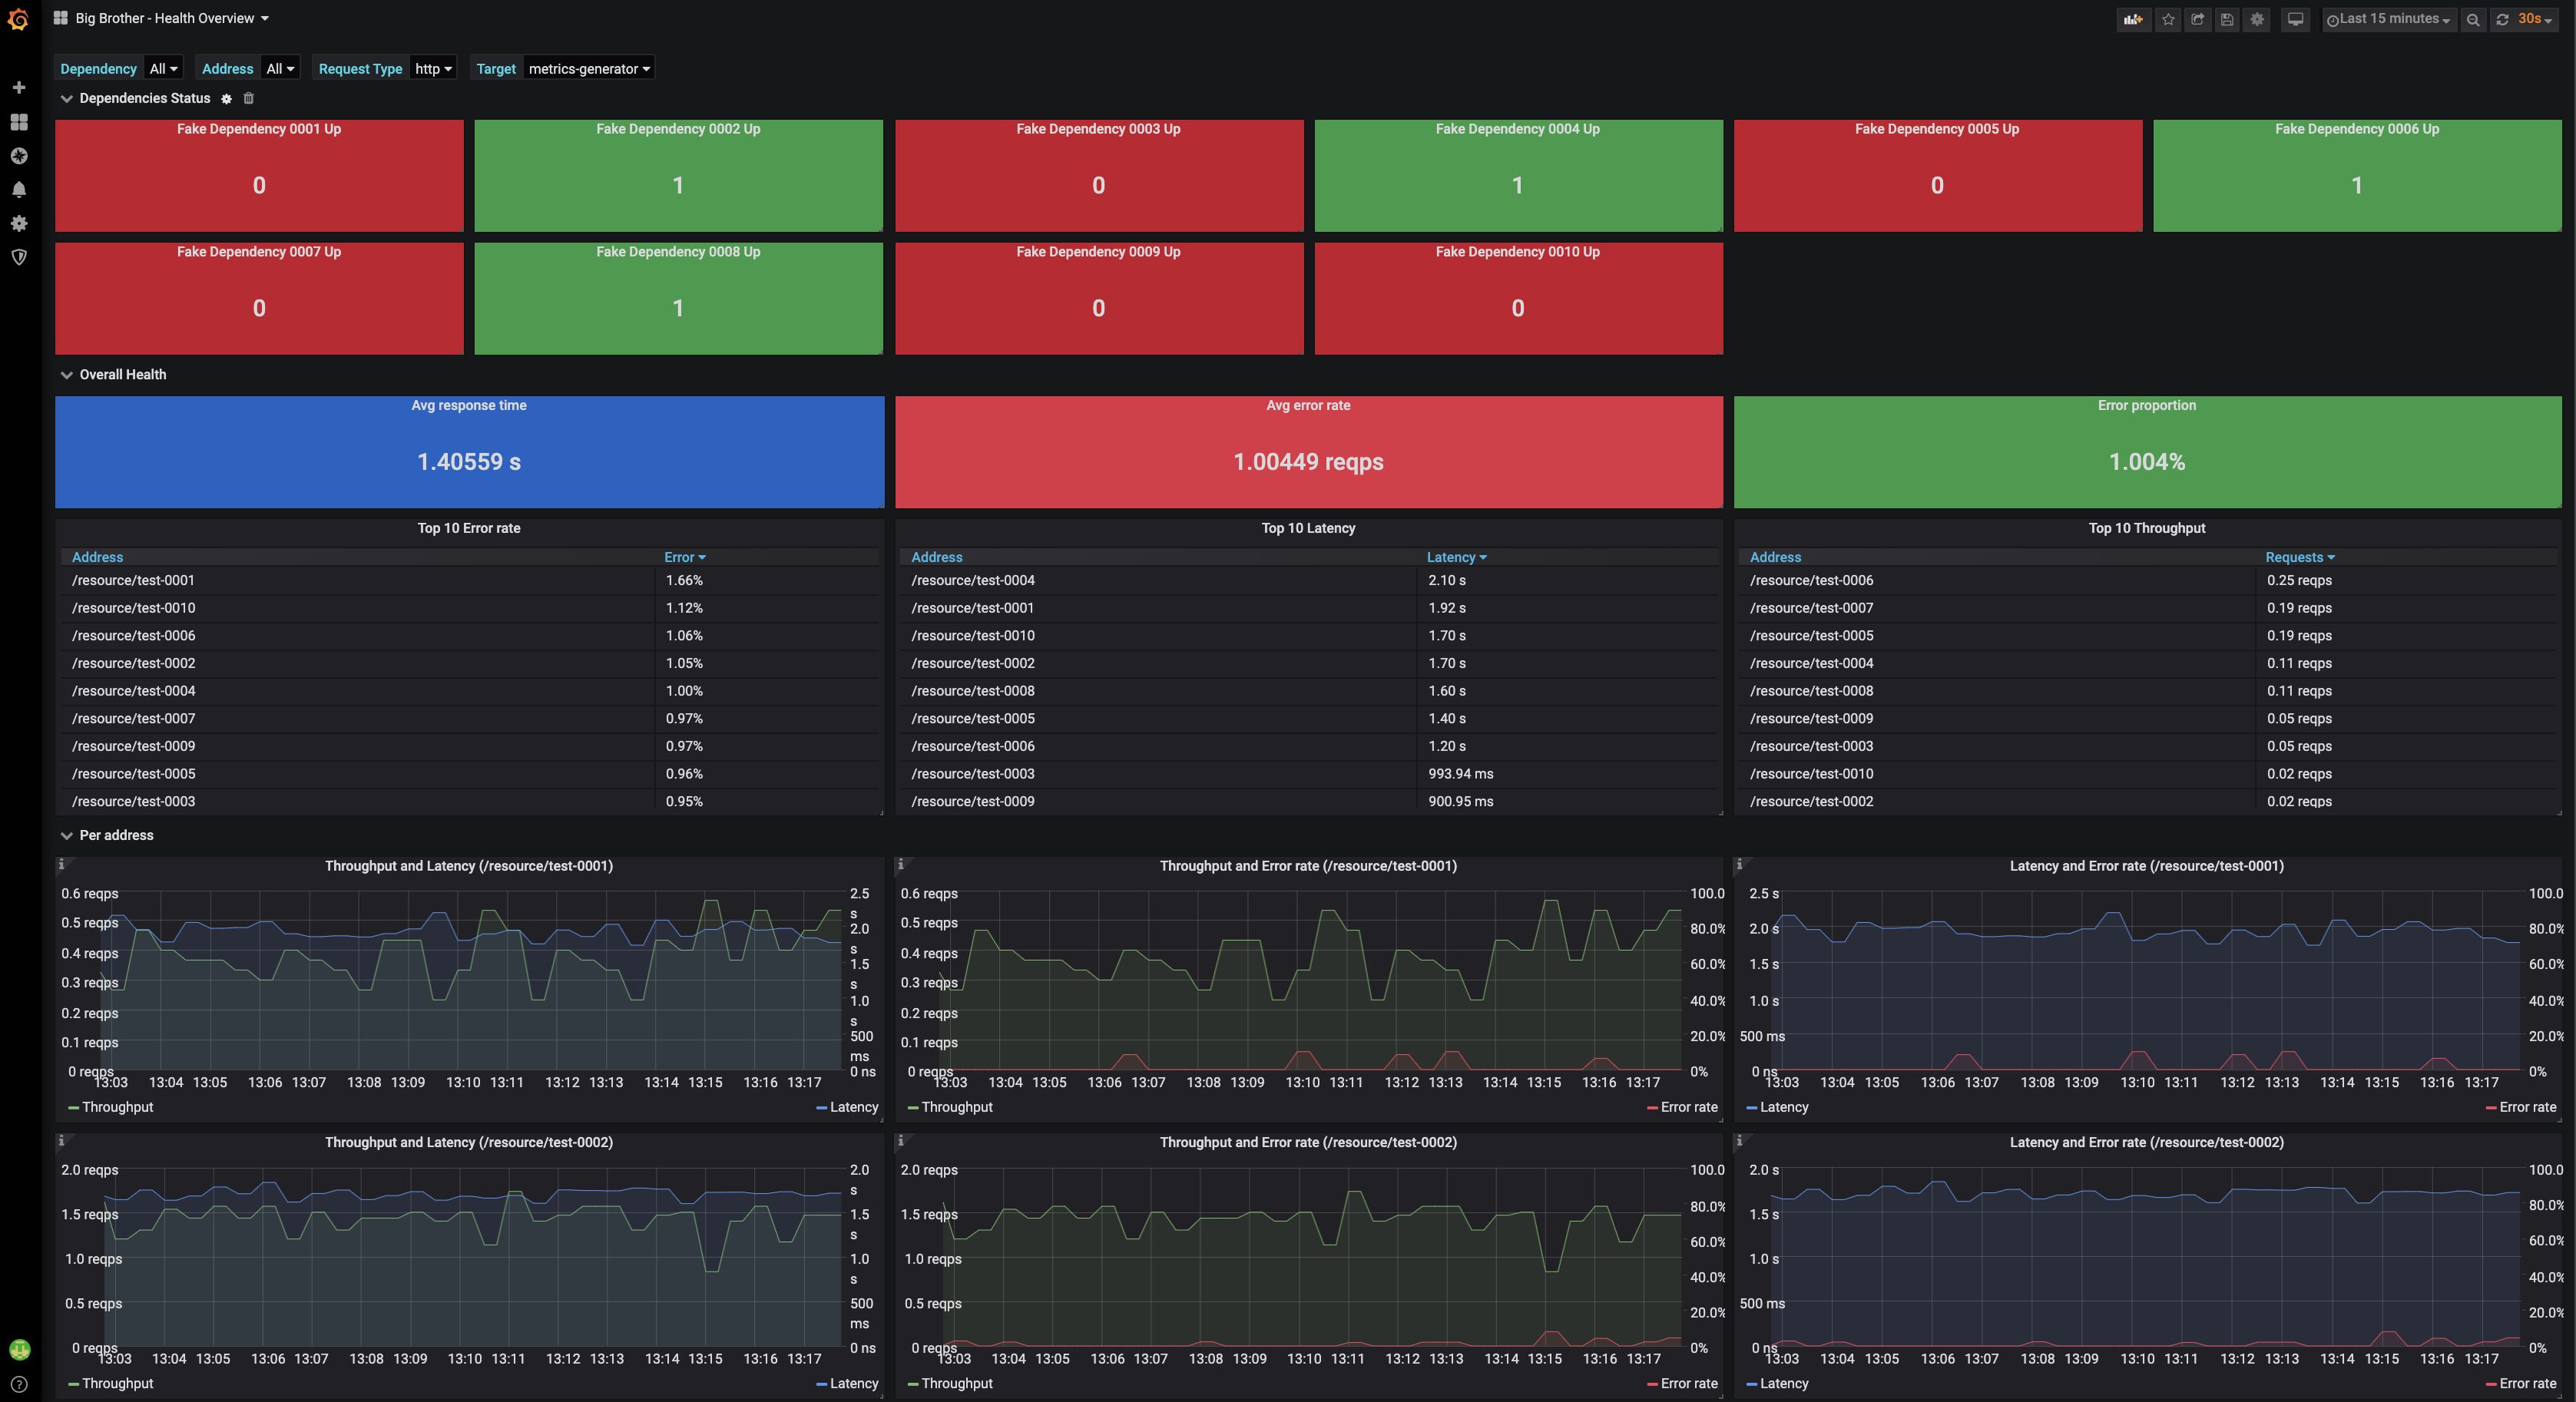 Big Brother - Health Overview
Last 15 minutes
30s
Dependency All Address All Request Type http Target metrics-generator
Dependencies Status
Fake Dependency 0001 Up
0
Fake Dependency 0002 Up
1
Fake Dependency 0003 Up
0
Fake Dependency 0004 Up
1
Fake Dependency 0005 Up
0
Fake Dependency 0006 Up
1
Fake Dependency 0007 Up
0
Fake Dependency 0008 Up
1
Fake Dependency 0009 Up
0
Fake Dependency 0010 Up
0
Overall Health
Avg response time
1.40559 s
Avg error rate
1.00449 reqps
Error proportion
1.004%
Top 10 Error rate
Address Error
/resource/test-0001 1.66%
/resource/test-0010 1.12%
/resource/test-0006 1.06%
/resource/test-0002 1.05%
/resource/test-0004 1.00%
/resource/test-0007 0.97%
/resource/test-0009 0.97%
/resource/test-0005 0.96%
/resource/test-0003 0.95%
Top 10 Latency
Address Latency
/resource/test-0004 2.10 s
/resource/test-0001 1.92 s
/resource/test-0010 1.70 s
/resource/test-0002 1.70 s
/resource/test-0008 1.60 s
/resource/test-0005 1.40 s
/resource/test-0006 1.20 s
/resource/test-0003 993.94 ms
/resource/test-0009 900.95 ms
Top 10 Throughput
Address Requests
/resource/test-0006 0.25 reqps
/resource/test-0007 0.19 reqps
/resource/test-0005 0.19 reqps
/resource/test-0004 0.11 reqps
/resource/test-0008 0.11 reqps
/resource/test-0009 0.05 reqps
/resource/test-0003 0.05 reqps
/resource/test-0010 0.02 reqps
/resource/test-0002 0.02 reqps
Per address
Throughput and Latency (/resource/test-0001)
0.6 reqps
0.5 reqps
0.4 reqps
0.3 reqps
0.2 reqps
0.1 reqps
0 reqps
2.5
s
2.0
s
1.5
s
1.0
s
500
ms
0 ns
13:03 13:04 13:05 13:06 13:07 13:08 13:09 13:10 13:11 13:12 13:13 13:14 13:15 13:16 13:17
Throughput Latency
Throughput and Error rate (/resource/test-0001)
0.6 reqps
0.5 reqps
0.4 reqps
0.3 reqps
0.2 reqps
0.1 reqps
0 reqps
100.0
80.0%
60.0%
40.0%
20.0%
0%
13:03 13:04 13:05 13:06 13:07 13:08 13:09 13:10 13:11 13:12 13:13 13:14 13:15 13:16 13:17
Throughput Error rate
Latency and Error rate (/resource/test-0001)
2.5 s
2.0 s
1.5 s
1.0 s
500 ms
0 ns
100.0
80.0%
60.0%
40.0%
20.0%
0%
13:03 13:04 13:05 13:06 13:07 13:08 13:09 13:10 13:11 13:12 13:13 13:14 13:15 13:16 13:17
Latency Error rate
Throughput and Latency (/resource/test-0002)
2.0 reqps
1.5 reqps
1.0 reqps
0.5 reqps
0 reqps
2.0
s
1.5
s
1.0
s
500
ms
0 ns
13:03 13:04 13:05 13:06 13:07 13:08 13:09 13:10 13:11 13:12 13:13 13:14 13:15 13:16 13:17
Throughput Latency
Throughput and Error rate (/resource/test-0002)
2.0 reqps
1.5 reqps
1.0 reqps
0.5 reqps
0 reqps
100.0
80.0%
60.0%
40.0%
20.0%
0%
13:03 13:04 13:05 13:06 13:07 13:08 13:09 13:10 13:11 13:12 13:13 13:14 13:15 13:16 13:17
Throughput Error rate
Latency and Error rate (/resource/test-0002)
2.0 s
1.5 s
1.0 s
500 ms
0 ns
100.0
80.0%
60.0%
40.0%
20.0%
0%
13:03 13:04 13:05 13:06 13:07 13:08 13:09 13:10 13:11 13:12 13:13 13:14 13:15 13:16 13:17
Latency Error rate